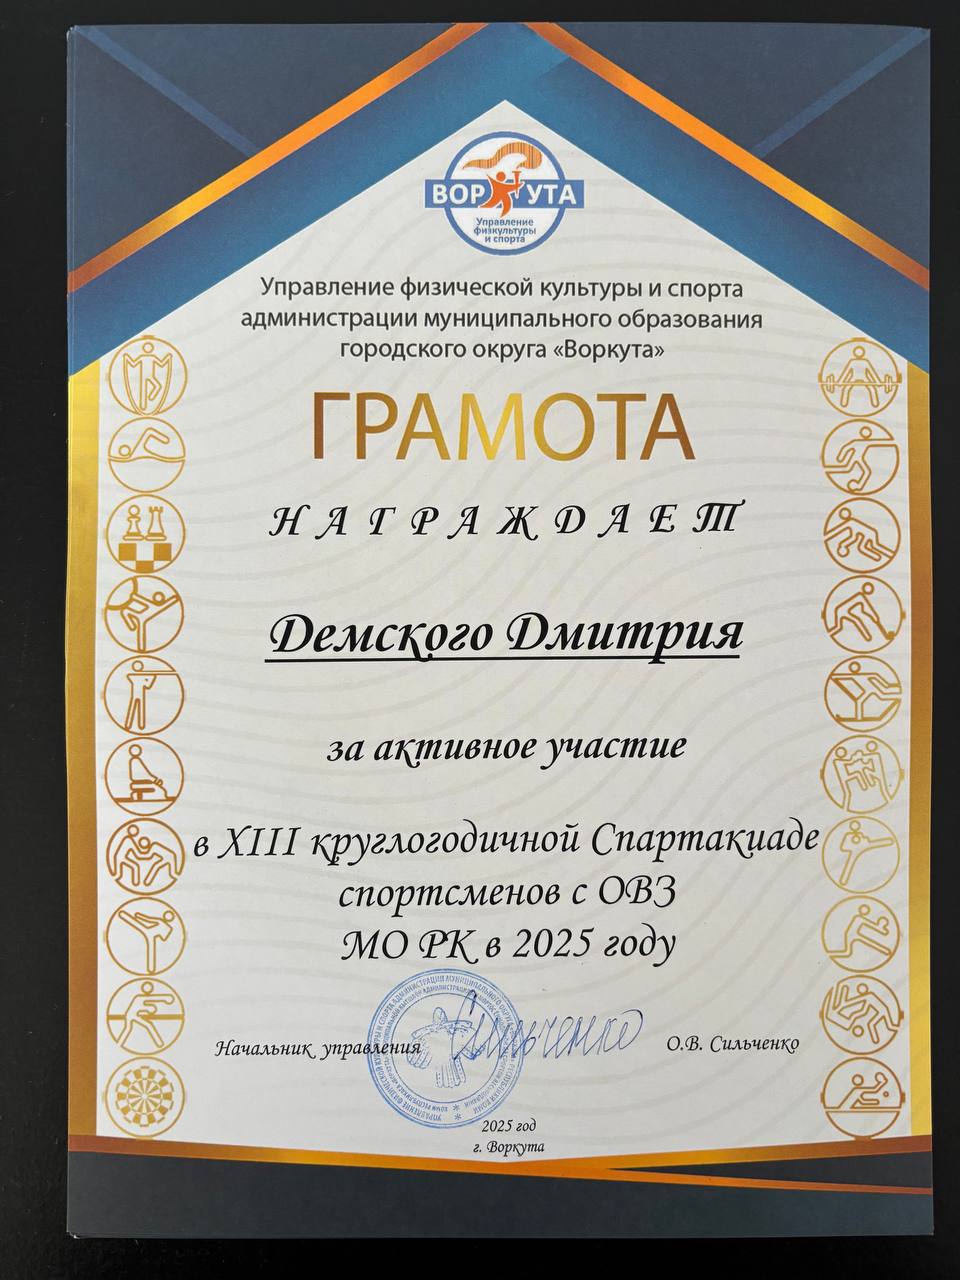 ВОРКУТА
Управление
физкультуры
и спорта
Управление физической культуры и спорта
администрации муниципального образования
городского округа «Воркута»
ГРАМОТА
НАГРАЖДАЕТ
Демского Дмитрия
за активное участие
в XIII круглогодичной Спартакиаде
спортсменов с ОВЗ
МО РК в 2025 году
Начальник управления Сильченко О.В. Сильченко
2025 год
г. Воркута